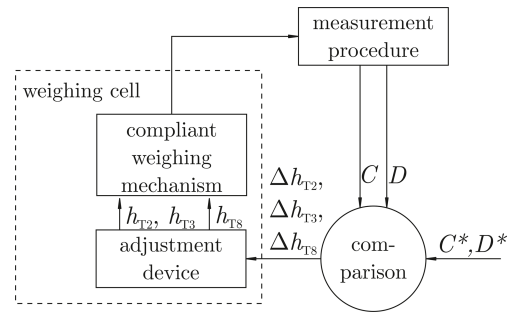 measurement
procedure
weighing cell
compliant
weighing
mechanism
C D
Δh_T2,
Δh_T3,
Δh_T8
h_T2, h_T3 h_T8
adjustment
device
com-
parison
C*,D*